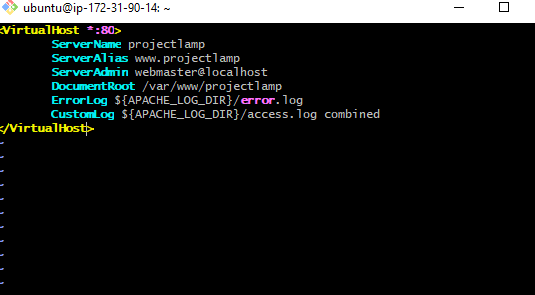 ubuntu@ip-172-31-90-14: ~
<VirtualHost *:80>
        ServerName projectlamp
        ServerAlias www.projectlamp
        ServerAdmin webmaster@localhost
        DocumentRoot /var/www/projectlamp
        ErrorLog ${APACHE_LOG_DIR}/error.log
        CustomLog ${APACHE_LOG_DIR}/access.log combined
</VirtualHost>
~
~
~
~
~
~
~
~
~
~
~